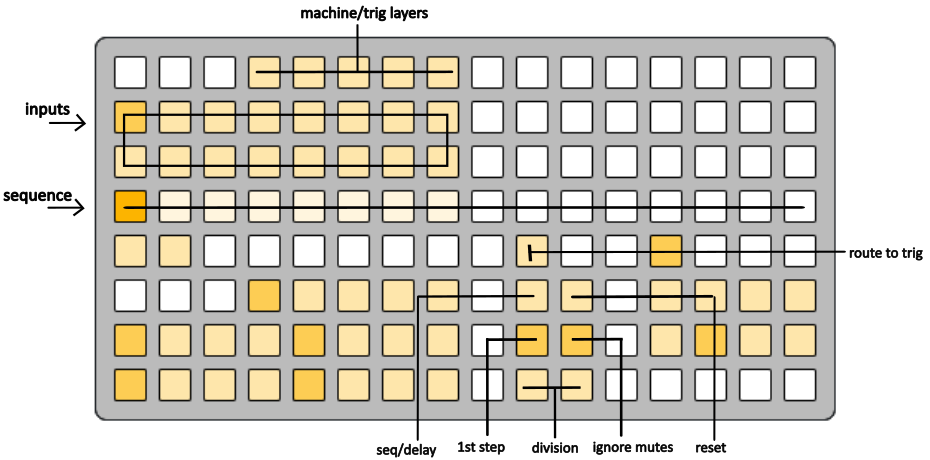 machine/trig layers
inputs
sequence
route to trig
seq/delay
1st step
division
ignore mutes
reset